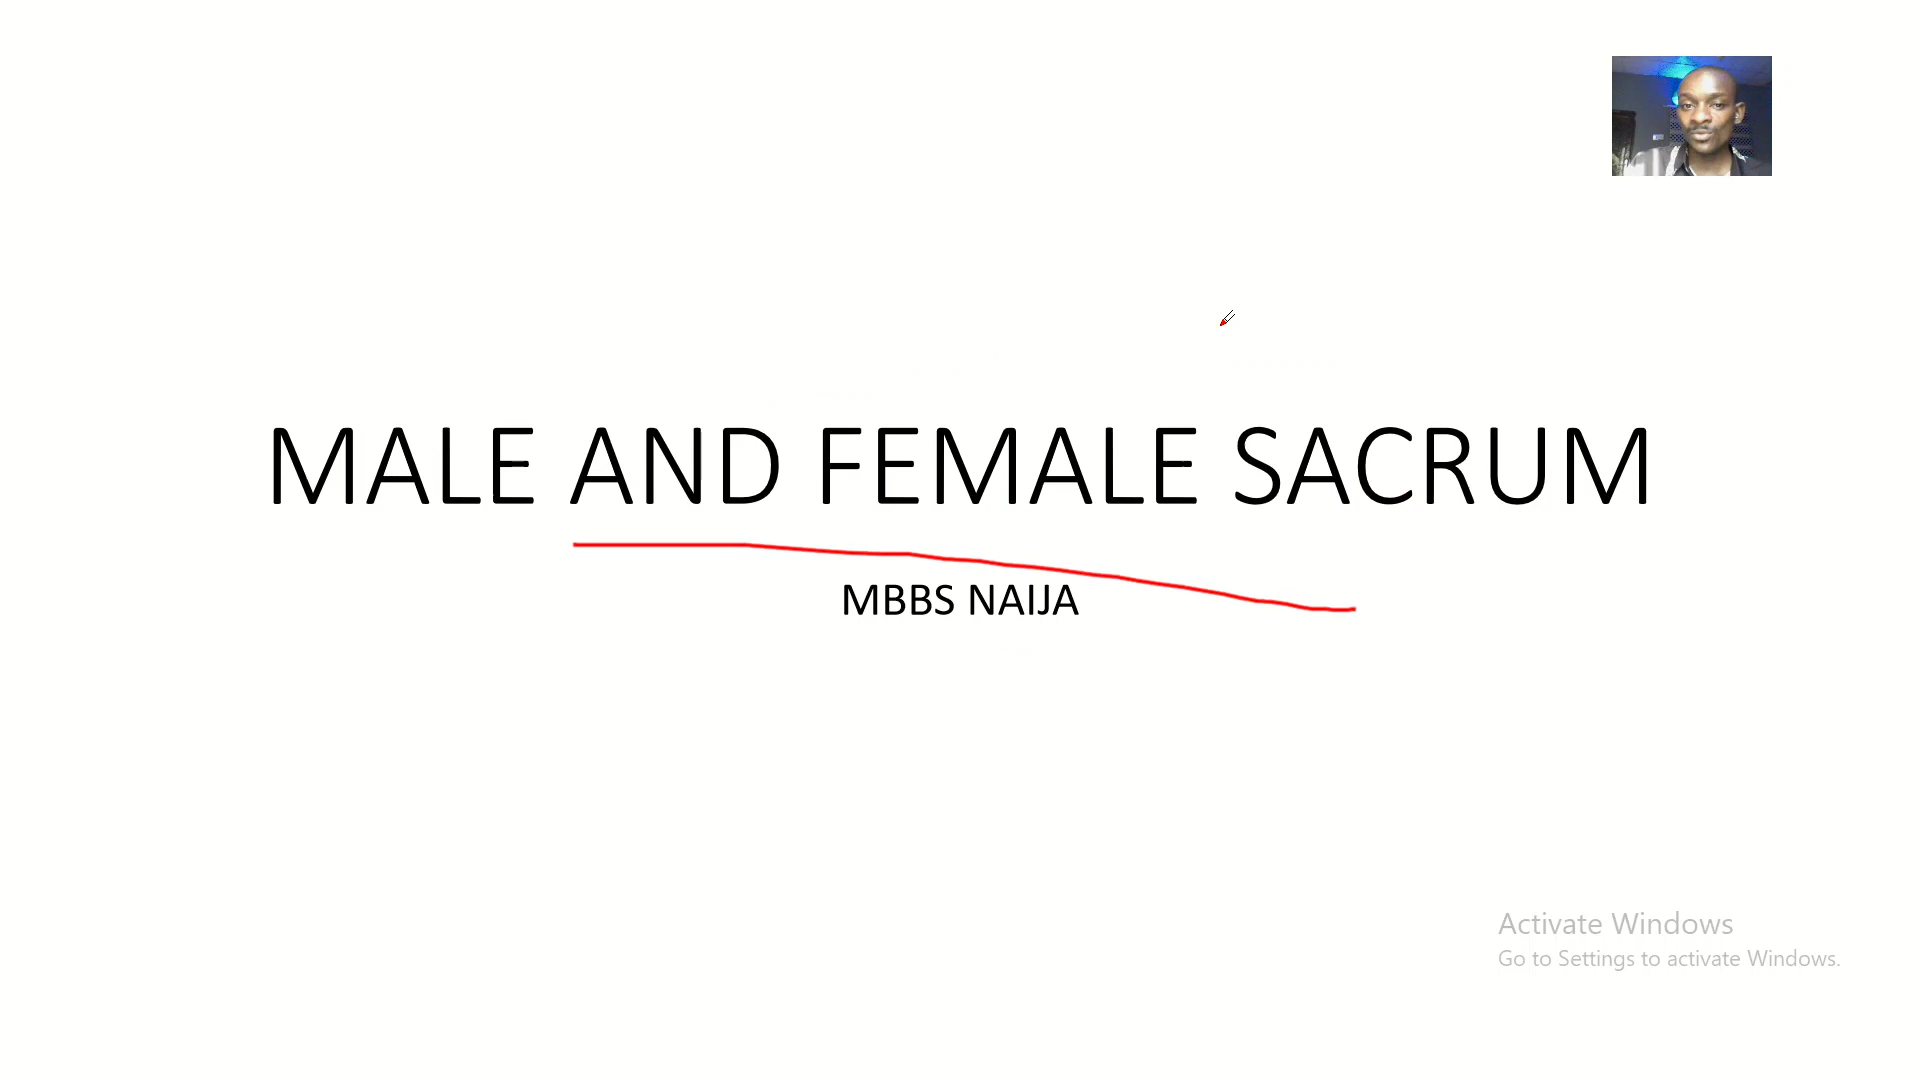 MALE AND FEMALE SACRUM
MBBS NAIJA
Activate Windows
Go to Settings to activate Windows.